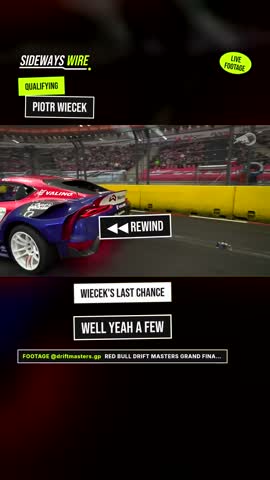 SIDEWAYS WIRE.
LIVE
FOOTAGE
QUALIFYING
PIOTR WIECEK
VALINO
REWIND
WIECEK'S LAST CHANCE
WELL YEAH A FEW
FOOTAGE @driftmasters.gp RED BULL DRIFT MASTERS GRAND FINA...